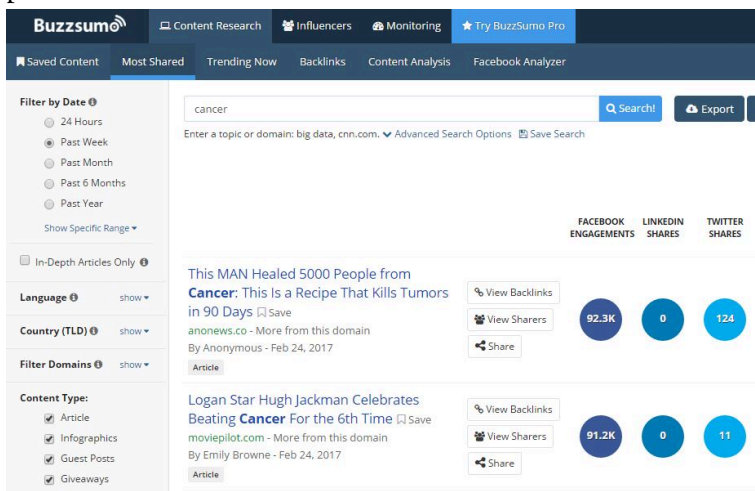 Buzzsumo Content Research Influencers Monitoring Try BuzzSumo Pro
Saved Content Most Shared Trending Now Backlinks Content Analysis Facebook Analyzer
Filter by Date
24 Hours
Past Week
Past Month
Past 6 Months
Past Year
Show Specific Range
In-Depth Articles Only
Language show
Country (TLD) show
Filter Domains show
Content Type:
Article
Infographics
Guest Posts
Giveaways
cancer Search! Export
Enter a topic or domain: big data, cnn.com. Advanced Search Options Save Search
FACEBOOK LINKEDIN TWITTER
ENGAGEMENTS SHARES SHARES
This MAN Healed 5000 People from
Cancer: This Is a Recipe That Kills Tumors
in 90 Days Save
anonews.co - More from this domain
By Anonymous - Feb 24, 2017
Article
View Backlinks
View Sharers
Share
92.3K 0 124
Logan Star Hugh Jackman Celebrates
Beating Cancer For the 6th Time Save
moviepilot.com - More from this domain
By Emily Browne - Feb 24, 2017
Article
View Backlinks
View Sharers
Share
91.2K 0 11